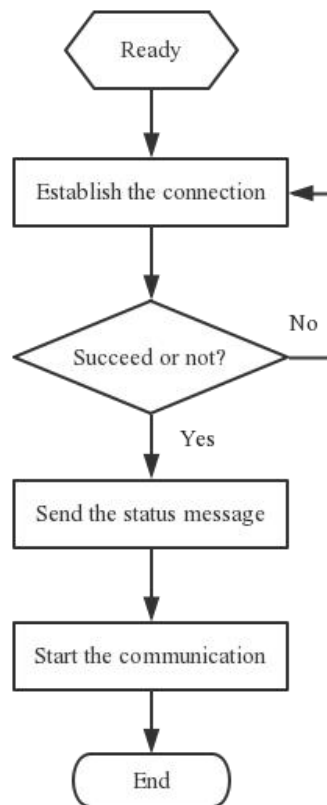 Ready
Establish the connection
No
Succeed or not?
Yes
Send the status message
Start the communication
End